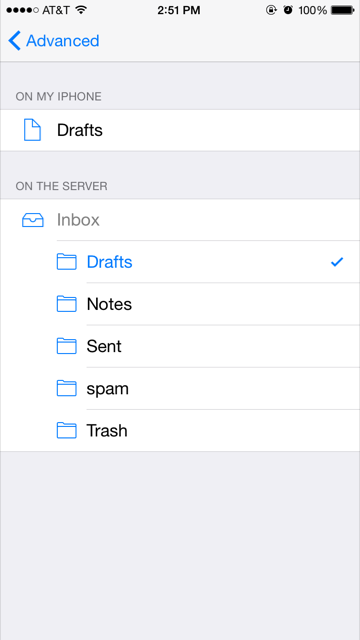 AT&T 2:51 PM 100%
Advanced
ON MY IPHONE
Drafts
ON THE SERVER
Inbox
Drafts
Notes
Sent
spam
Trash